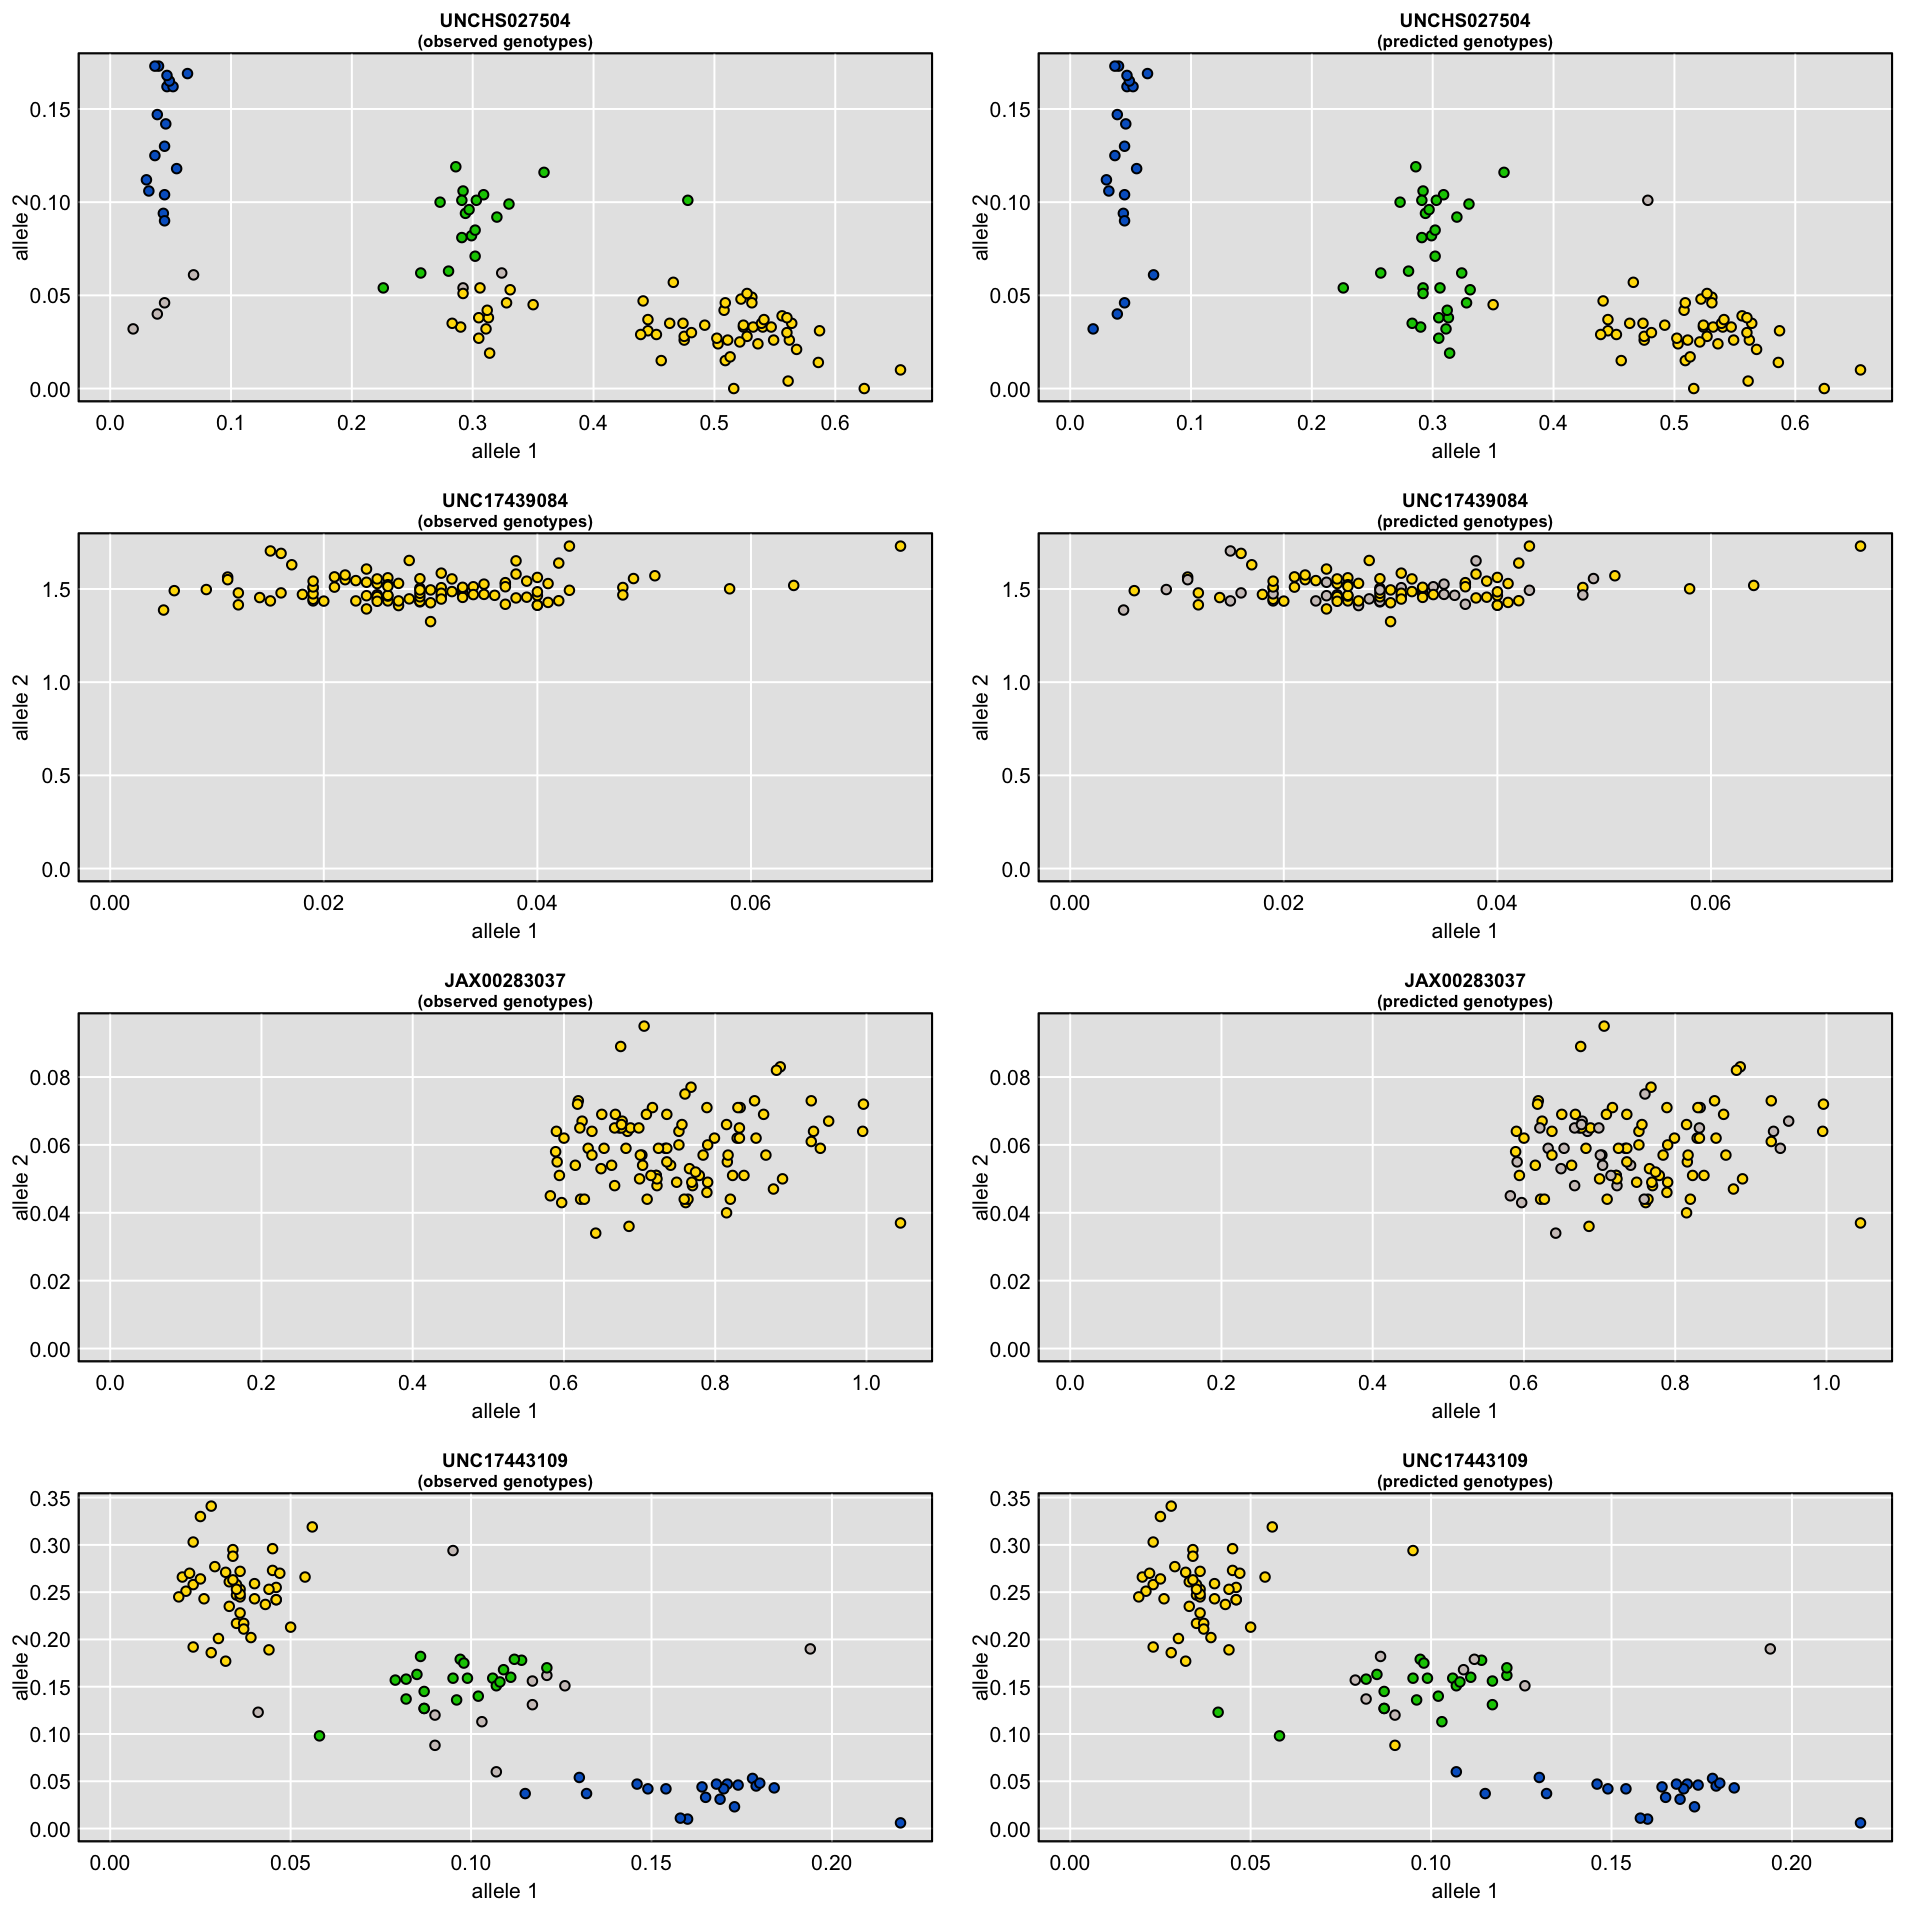 UNCHS027504
(observed genotypes)
allele 2
0.15
0.10
0.05
0.00
0.0 0.1 0.2 0.3 0.4 0.5 0.6
allele 1
UNCHS027504
(predicted genotypes)
allele 2
0.15
0.10
0.05
0.00
0.0 0.1 0.2 0.3 0.4 0.5 0.6
allele 1
UNC17439084
(observed genotypes)
allele 2
1.5
1.0
0.5
0.0
0.00 0.02 0.04 0.06
allele 1
UNC17439084
(predicted genotypes)
allele 2
1.5
1.0
0.5
0.0
0.00 0.02 0.04 0.06
allele 1
JAX00283037
(observed genotypes)
allele 2
0.08
0.06
0.04
0.02
0.00
0.0 0.2 0.4 0.6 0.8 1.0
allele 1
JAX00283037
(predicted genotypes)
allele 2
0.08
0.06
0.04
0.02
0.00
0.0 0.2 0.4 0.6 0.8 1.0
allele 1
UNC17443109
(observed genotypes)
allele 2
0.35
0.30
0.25
0.20
0.15
0.10
0.05
0.00
0.00 0.05 0.10 0.15 0.20
allele 1
UNC17443109
(predicted genotypes)
allele 2
0.35
0.30
0.25
0.20
0.15
0.10
0.05
0.00
0.00 0.05 0.10 0.15 0.20
allele 1